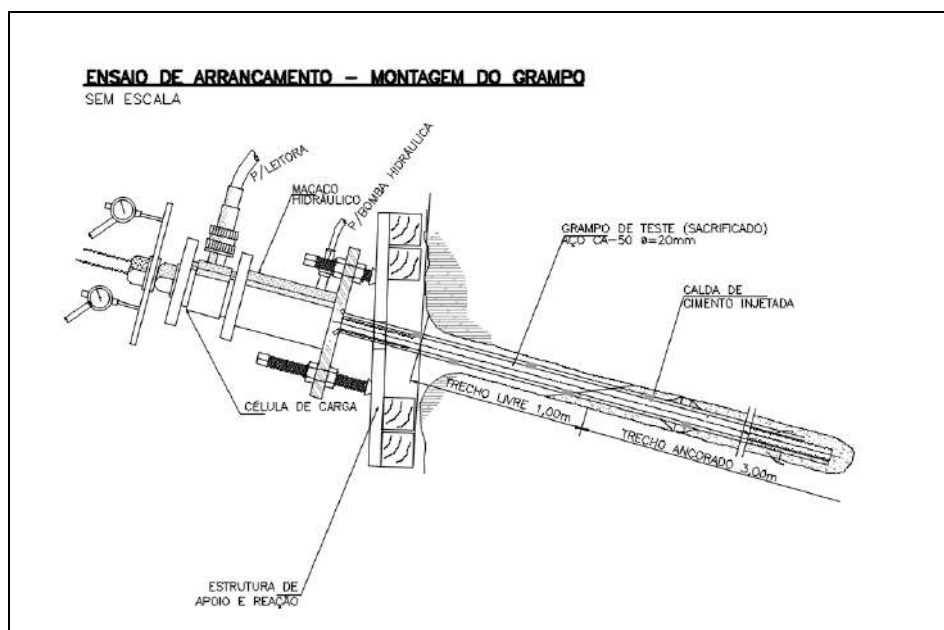 ENSAIO DE ARRANCAMENTO – MONTAGEM DO GRAMPO
SEM ESCALA
P/LEITORA
MACACO
HIDRÁULICO
P/BOMBA HIDRÁULICA
GRAMPO DE TESTE (SACRIFICADO)
AÇO CA-50 ø=20mm
CALDA DE
CIMENTO INJETADA
CÉLULA DE CARGA
TRECHO LIVRE 1,00m
TRECHO ANCORADO 3,00m
ESTRUTURA DE
APOIO E REAÇÃO